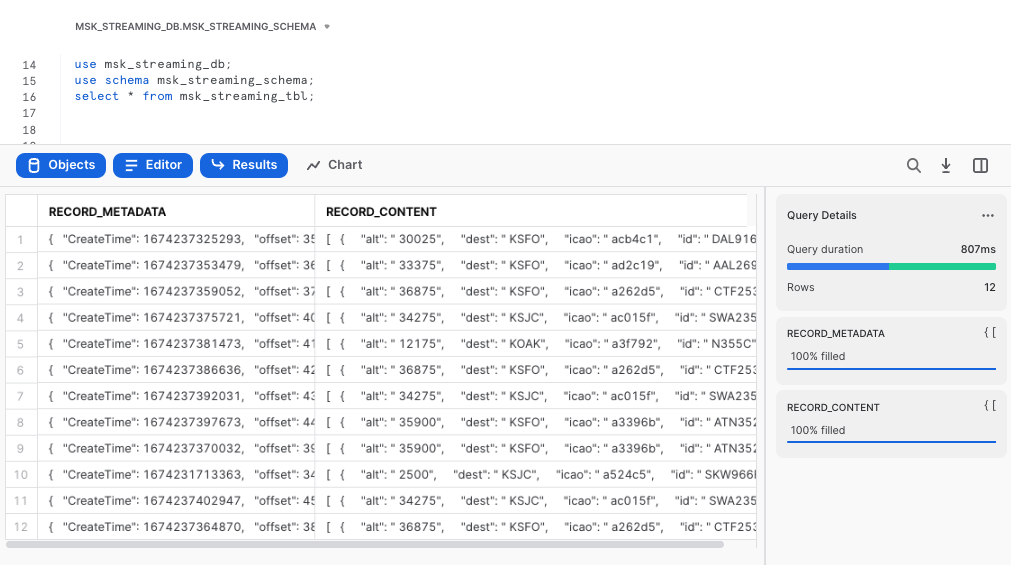 MSK_STREAMING_DB.MSK_STREAMING_SCHEMA
14 use msk_streaming_db;
15 use schema msk_streaming_schema;
16 select * from msk_streaming_tbl;
17
18
Objects Editor Results Chart
RECORD_METADATA RECORD_CONTENT
1 { "CreateTime": 1674237325293, "offset": 35 [ { "alt": " 30025", "dest": " KSFO", "icao": " acb4c1", "id": " DAL916
2 { "CreateTime": 1674237353479, "offset": 36 [ { "alt": " 33375", "dest": " KSFO", "icao": " ad2c19", "id": " AAL269
3 { "CreateTime": 1674237359052, "offset": 37 [ { "alt": " 36875", "dest": " KSFO", "icao": " a262d5", "id": " CTF253
4 { "CreateTime": 1674237375721, "offset": 40 [ { "alt": " 34275", "dest": " KSJC", "icao": " ac015f", "id": " SWA235
5 { "CreateTime": 1674237381473, "offset": 41 [ { "alt": " 12175", "dest": " KOAK", "icao": " a3f792", "id": " N355C"
6 { "CreateTime": 1674237386636, "offset": 42 [ { "alt": " 36875", "dest": " KSFO", "icao": " a262d5", "id": " CTF253
7 { "CreateTime": 1674237392031, "offset": 43 [ { "alt": " 34275", "dest": " KSJC", "icao": " ac015f", "id": " SWA235
8 { "CreateTime": 1674237397673, "offset": 44 [ { "alt": " 35900", "dest": " KSFO", "icao": " a3396b", "id": " ATN352
9 { "CreateTime": 1674237370032, "offset": 39 [ { "alt": " 35900", "dest": " KSFO", "icao": " a3396b", "id": " ATN352
10 { "CreateTime": 1674231713363, "offset": 34 [ { "alt": " 2500", "dest": " KSJC", "icao": " a524c5", "id": " SKW966
11 { "CreateTime": 1674237402947, "offset": 45 [ { "alt": " 34275", "dest": " KSJC", "icao": " ac015f", "id": " SWA235
12 { "CreateTime": 1674237364870, "offset": 38 [ { "alt": " 36875", "dest": " KSFO", "icao": " a262d5", "id": " CTF253
Query Details ...
Query duration 807ms
Rows 12
RECORD_METADATA { [
100% filled
RECORD_CONTENT { [
100% filled